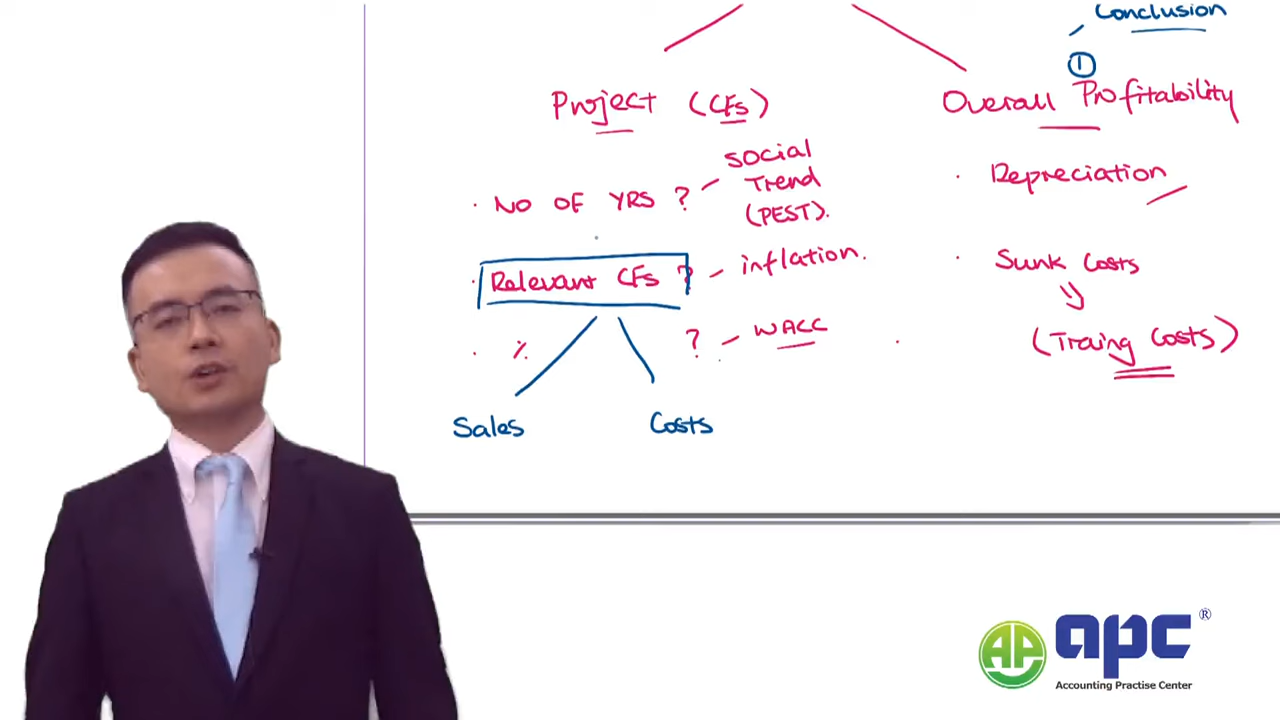 Conclusion
①
Project (CFs)
Overall Profitability
· NO OF YRS ? – Social Trend (PEST).
· Depreciation
· Relevant CFs ? – inflation.
· Sunk Costs
· % ? – WACC
· (Traing Costs)
Sales
Costs
apc®
AP
Accounting Practise Center